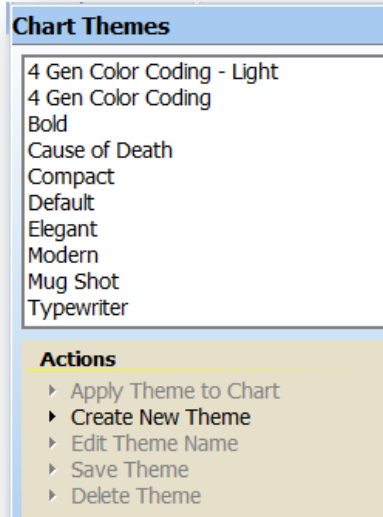 Chart Themes
4 Gen Color Coding - Light
4 Gen Color Coding
Bold
Cause of Death
Compact
Default
Elegant
Modern
Mug Shot
Typewriter
Actions
Apply Theme to Chart
Create New Theme
Edit Theme Name
Save Theme
Delete Theme